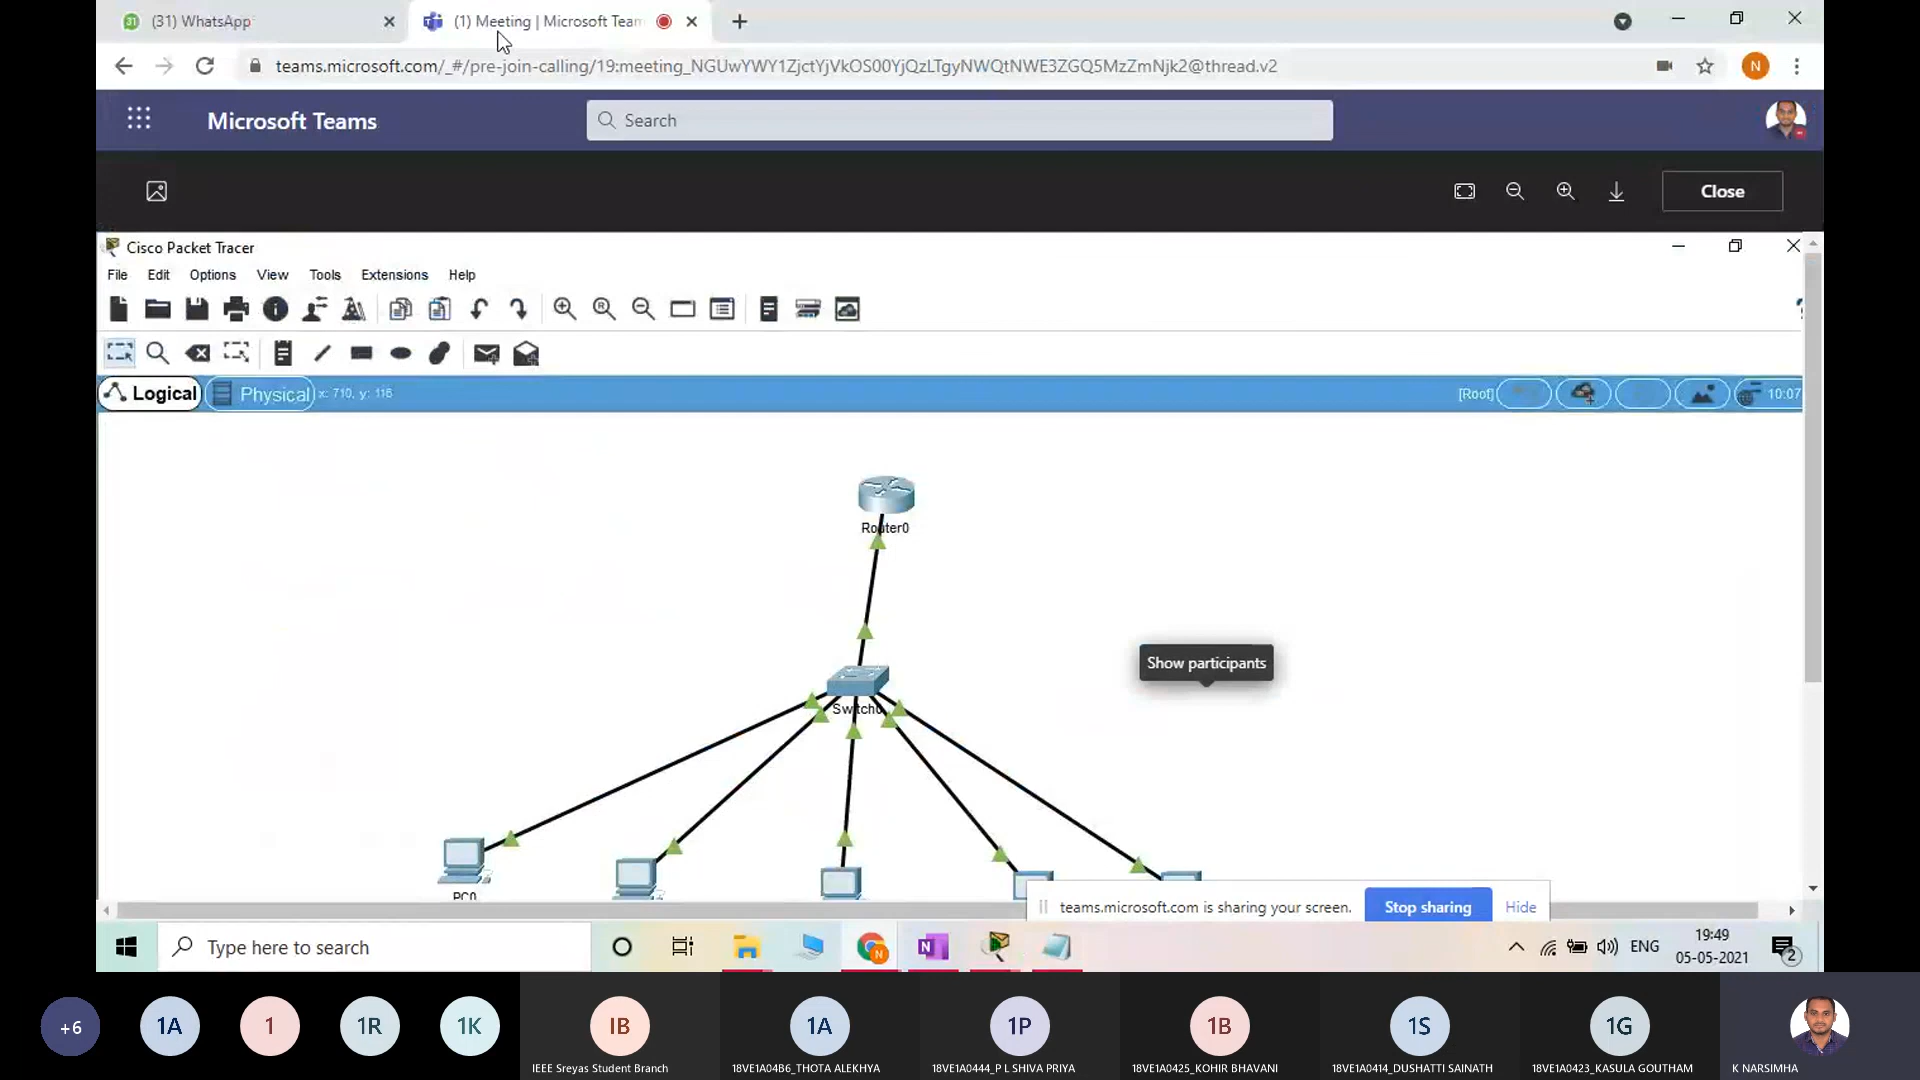 (31) WhatsApp
(1) Meeting | Microsoft Team
teams.microsoft.com/_#/pre-join-calling/19:meeting_NGUwYWY1ZjctYjVkOS00YjQzLTgyNWQtNWE3ZGQ5MzZmNjk2@thread.v2
N
Microsoft Teams
Search
Close
Cisco Packet Tracer
File Edit Options View Tools Extensions Help
Logical
Physical
x: 710, y: 116
[Root]
10:07
Router0
Show participants
Switch0
PC0
teams.microsoft.com is sharing your screen.
Stop sharing
Hide
Type here to search
ENG
19:49
05-05-2021
2
+6
1A
1
1R
1K
IB
1A
1P
1B
1S
1G
IEEE Sreyas Student Branch
18VE1A04B6_THOTA ALEKHYA
18VE1A0444_P L SHIVA PRIYA
18VE1A0425_KOHIR BHAVANI
18VE1A0414_DUSHATTI SAINATH
18VE1A0423_KASULA GOUTHAM
K NARSIMHA